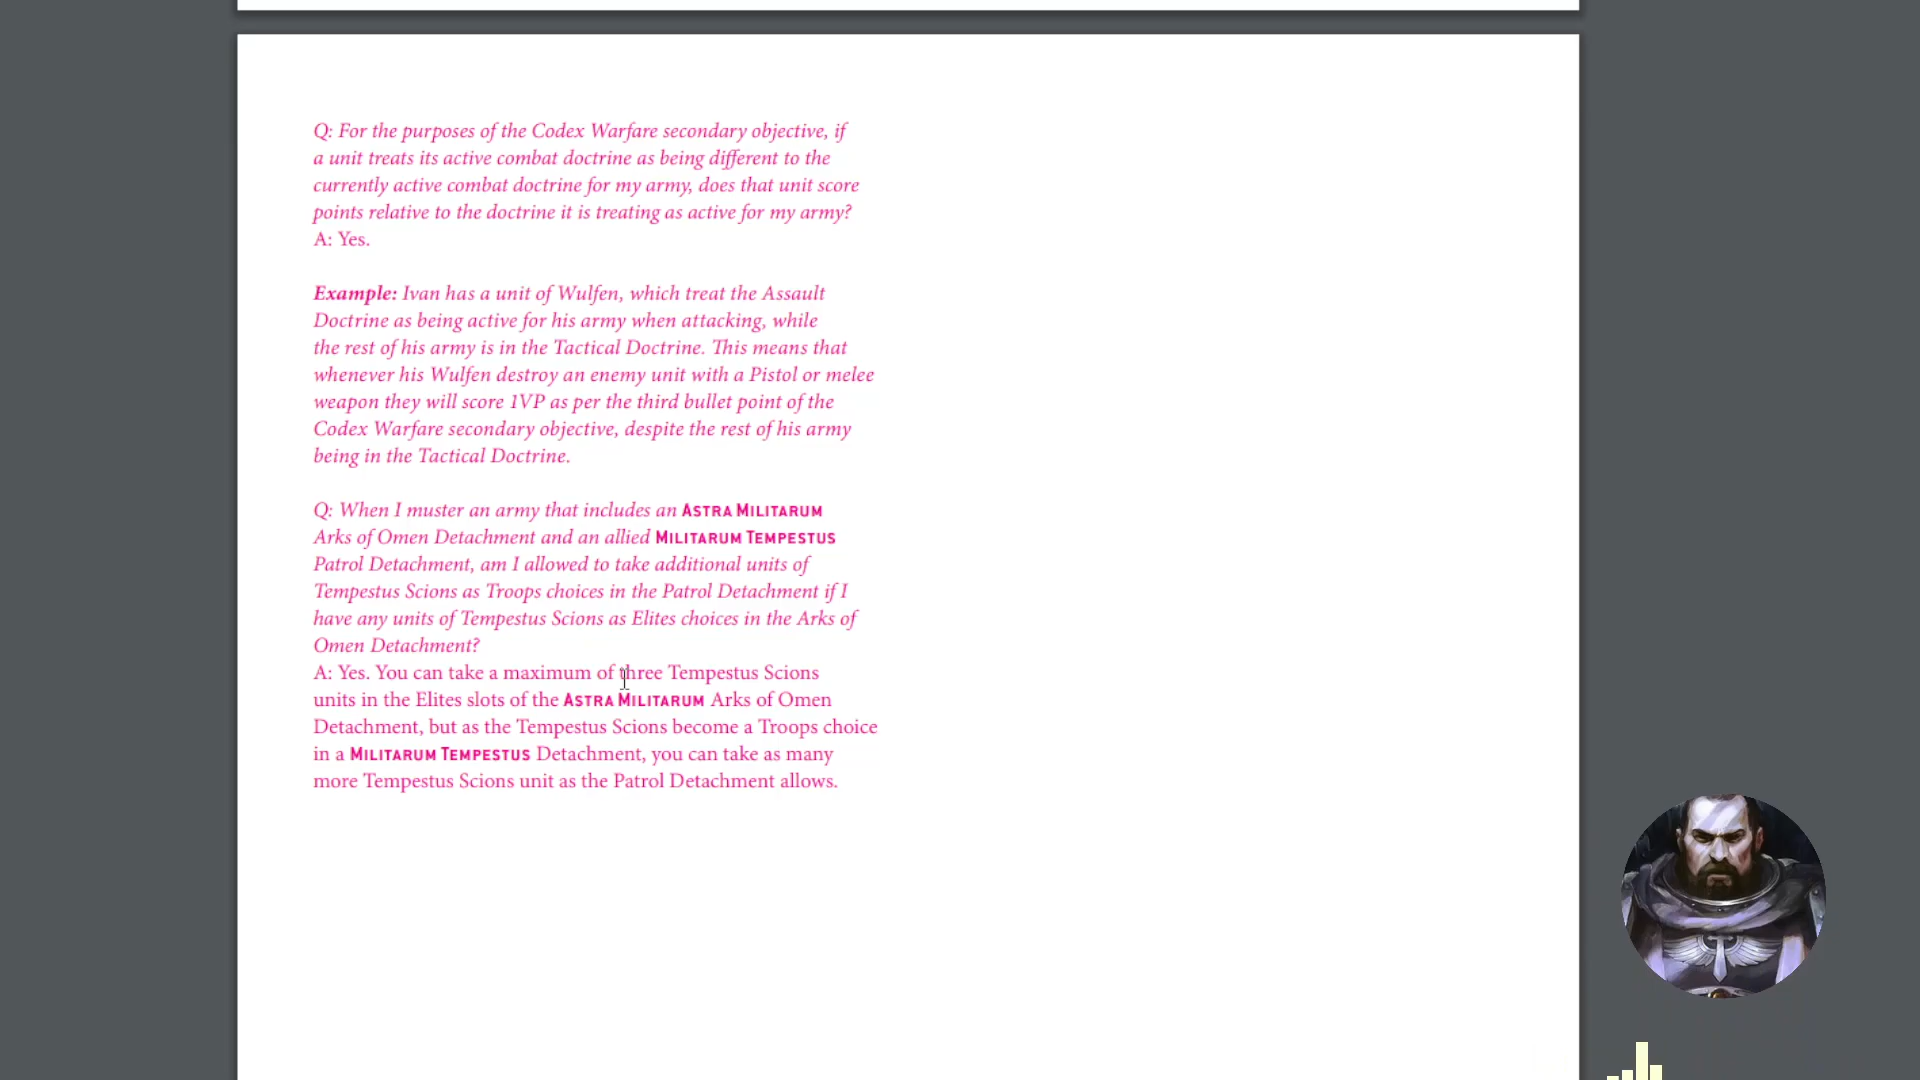 Q: For the purposes of the Codex Warfare secondary objective, if
a unit treats its active combat doctrine as being different to the
currently active combat doctrine for my army, does that unit score
points relative to the doctrine it is treating as active for my army?
A: Yes.
Example: Ivan has a unit of Wulfen, which treat the Assault
Doctrine as being active for his army when attacking, while
the rest of his army is in the Tactical Doctrine. This means that
whenever his Wulfen destroy an enemy unit with a Pistol or melee
weapon they will score 1VP as per the third bullet point of the
Codex Warfare secondary objective, despite the rest of his army
being in the Tactical Doctrine.
Q: When I muster an army that includes an ASTRA MILITARUM
Arks of Omen Detachment and an allied MILITARUM TEMPESTUS
Patrol Detachment, am I allowed to take additional units of
Tempestus Scions as Troops choices in the Patrol Detachment if I
have any units of Tempestus Scions as Elites choices in the Arks of
Omen Detachment?
A: Yes. You can take a maximum of three Tempestus Scions
units in the Elites slots of the ASTRA MILITARUM Arks of Omen
Detachment, but as the Tempestus Scions become a Troops choice
in a MILITARUM TEMPESTUS Detachment, you can take as many
more Tempestus Scions unit as the Patrol Detachment allows.